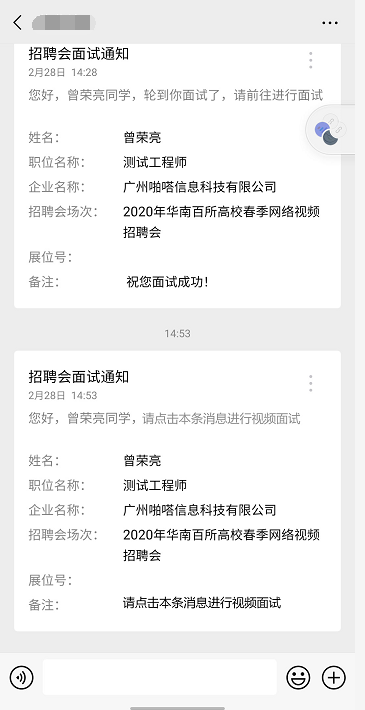 招聘会面试通知
2月28日 14:28
您好，曾荣亮同学，轮到你面试了，请前往进行面试
姓名： 曾荣亮
职位名称： 测试工程师
企业名称： 广州啪嗒信息科技有限公司
招聘会场次： 2020年华南百所高校春季网络视频
招聘会
展位号：
备注： 祝您面试成功！
14:53
招聘会面试通知
2月28日 14:53
您好，曾荣亮同学，请点击本条消息进行视频面试
姓名： 曾荣亮
职位名称： 测试工程师
企业名称： 广州啪嗒信息科技有限公司
招聘会场次： 2020年华南百所高校春季网络视频
招聘会
展位号：
备注： 请点击本条消息进行视频面试